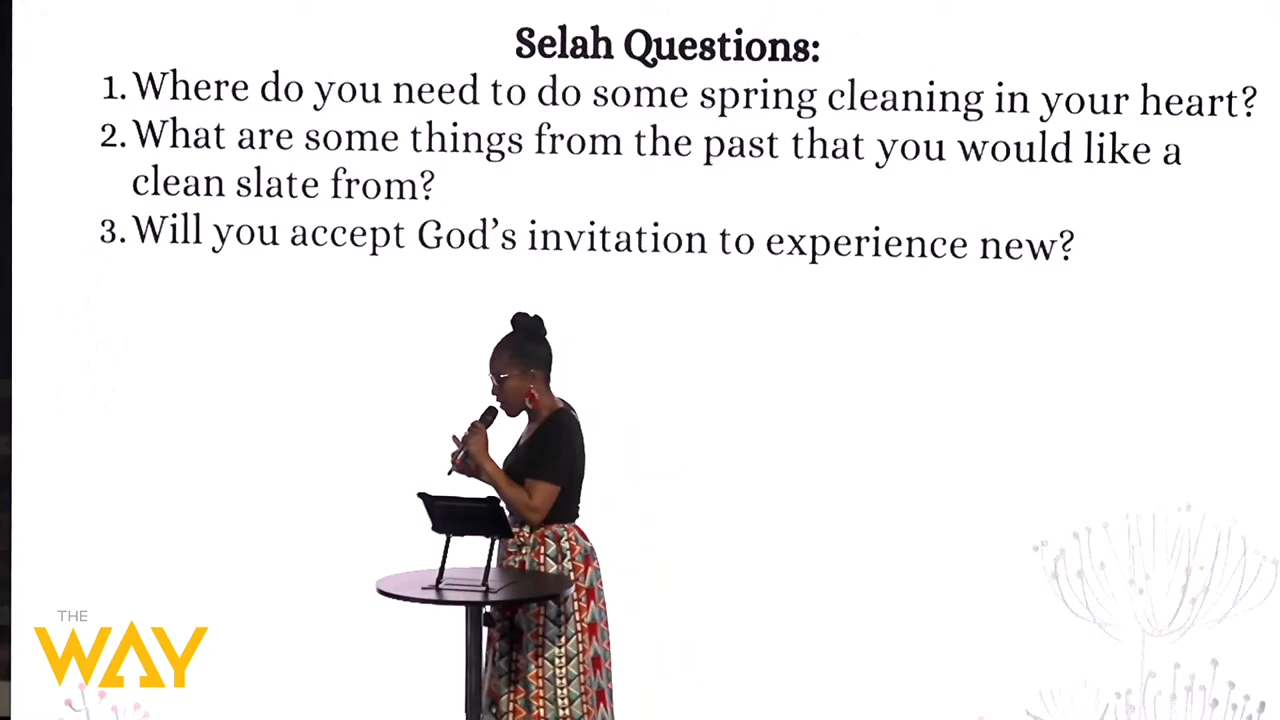 Selah Questions:
1. Where do you need to do some spring cleaning in your heart?
2. What are some things from the past that you would like a
clean slate from?
3. Will you accept God's invitation to experience new?
THE
WAY